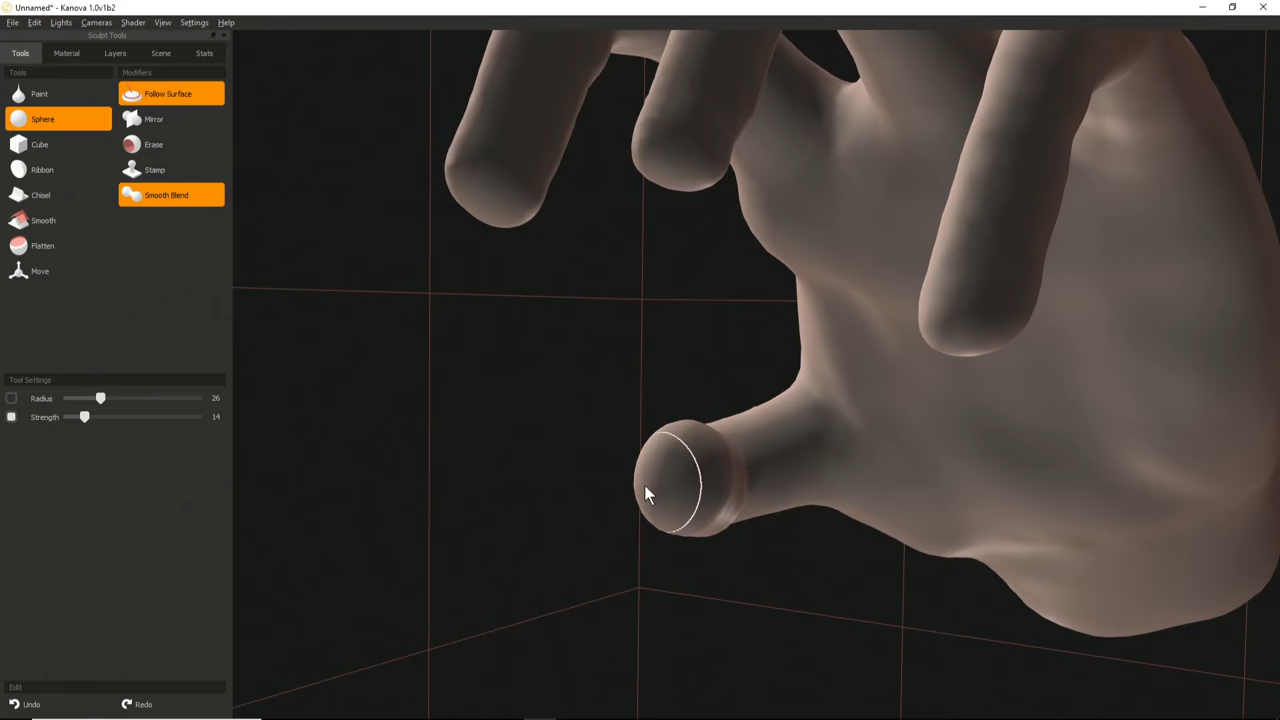 Unnamed* - Kanova 1.0v1b2
File Edit Lights Cameras Shader View Settings Help
Sculpt Tools
Tools Material Layers Scene Stats
Tools Modifiers
Paint Follow Surface
Sphere Mirror
Cube Erase
Ribbon Stamp
Chisel Smooth Blend
Smooth
Flatten
Move
Tool Settings
Radius 26
Strength 14
Edit
Undo Redo